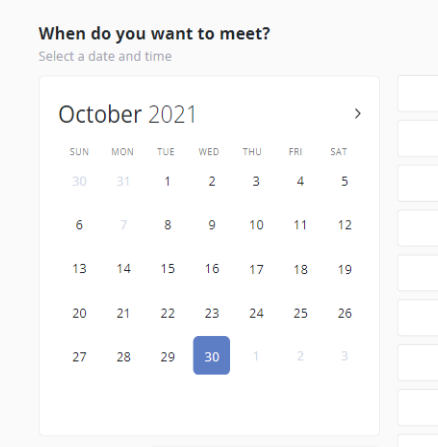 When do you want to meet?
Select a date and time
October 2021 >
SUN MON TUE WED THU FRI SAT
30 31 1 2 3 4 5
6 7 8 9 10 11 12
13 14 15 16 17 18 19
20 21 22 23 24 25 26
27 28 29 30 1 2 3